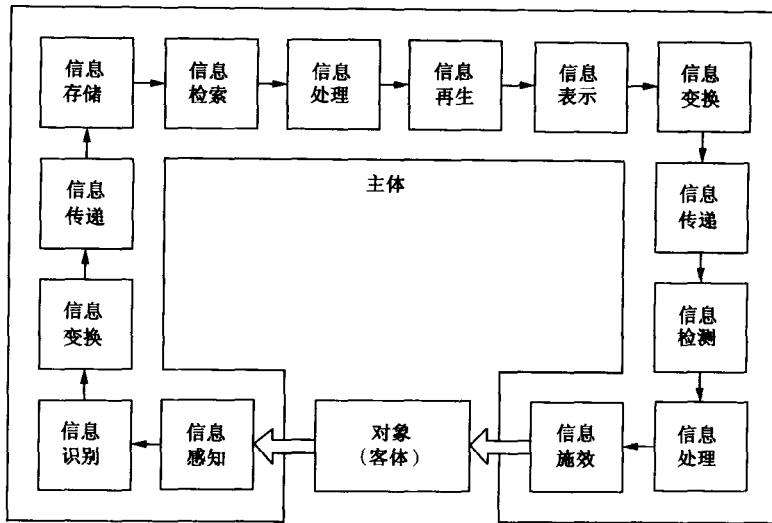 信息
存储
信息
检索
信息
处理
信息
再生
信息
表示
信息
变换
信息
传递
主体
信息
传递
信息
变换
信息
检测
信息
识别
信息
感知
对象
(客体)
信息
施效
信息
处理